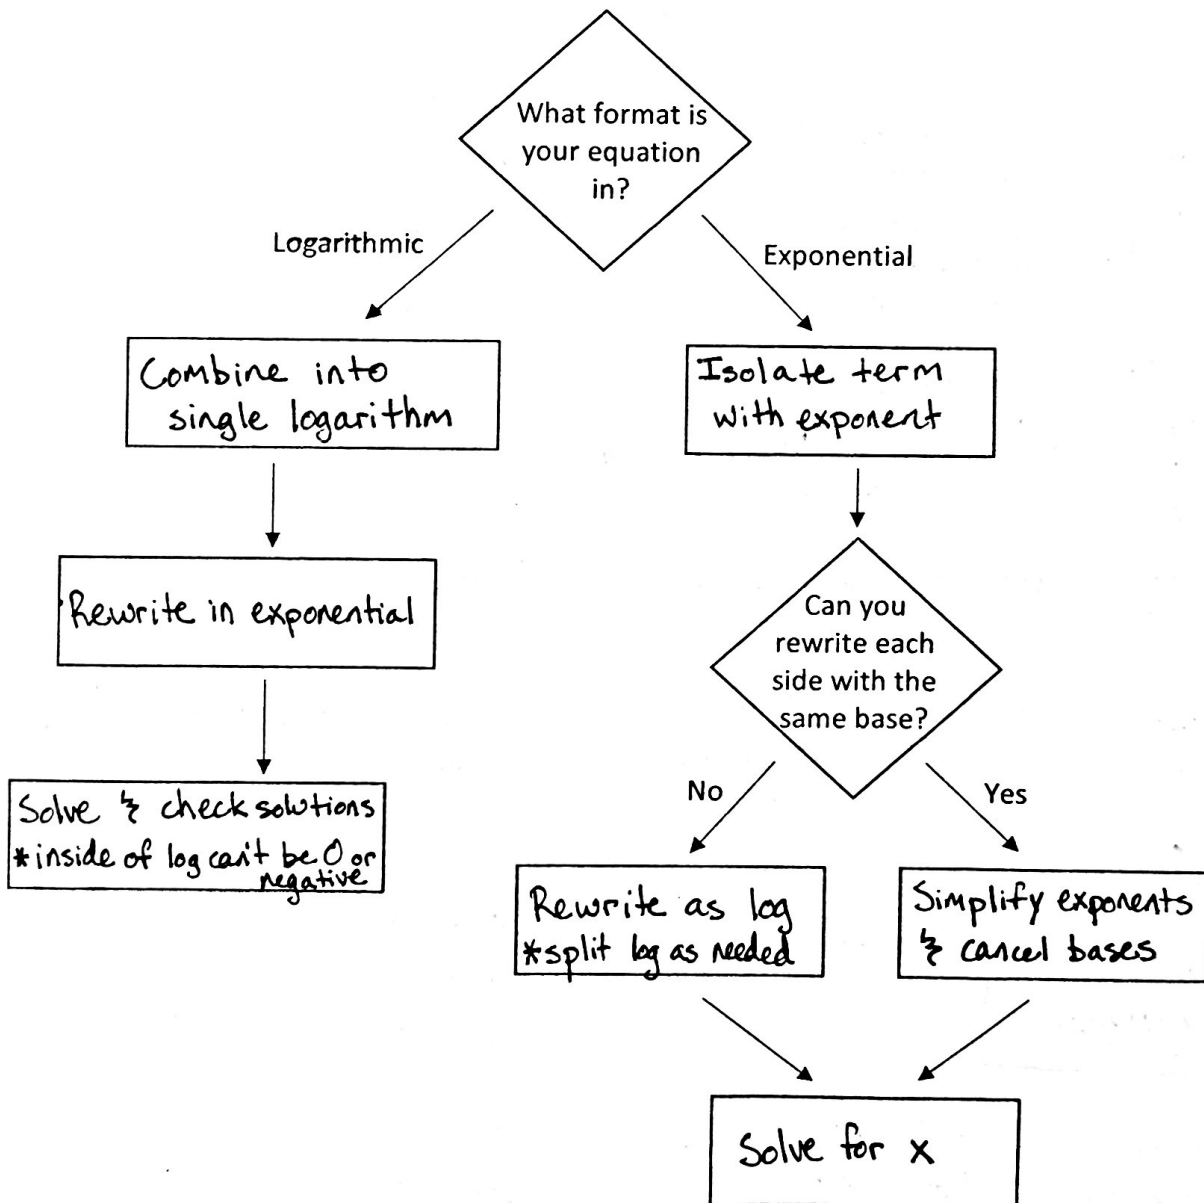 What format is
your equation
in?
Logarithmic
Exponential
Combine into
single logarithm
Isolate term
with exponent
Rewrite in exponential
Can you
rewrite each
side with the
same base?
Solve & check solutions
*inside of log can't be 0 or
negative
No
Yes
Rewrite as log
*split log as needed
Simplify exponents
& cancel bases
Solve for x